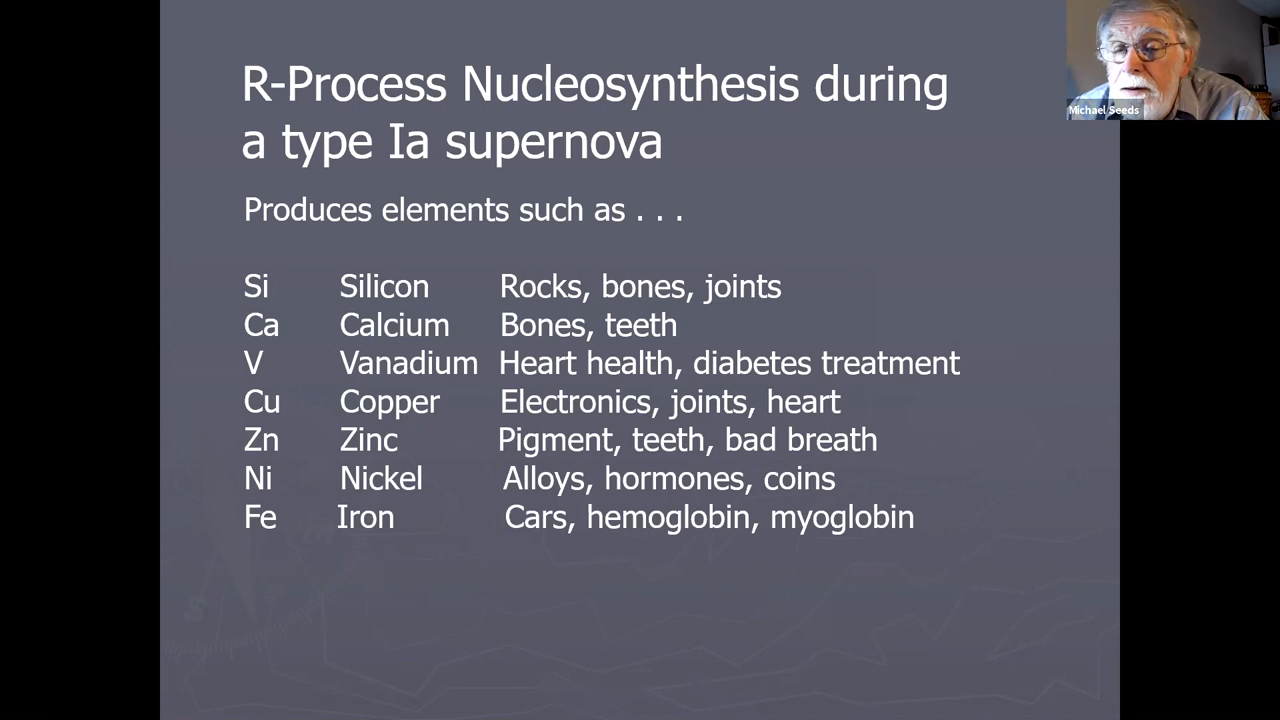 R-Process Nucleosynthesis during
a type Ia supernova
Produces elements such as . . .
Si Silicon Rocks, bones, joints
Ca Calcium Bones, teeth
V Vanadium Heart health, diabetes treatment
Cu Copper Electronics, joints, heart
Zn Zinc Pigment, teeth, bad breath
Ni Nickel Alloys, hormones, coins
Fe Iron Cars, hemoglobin, myoglobin
Michael Seeds